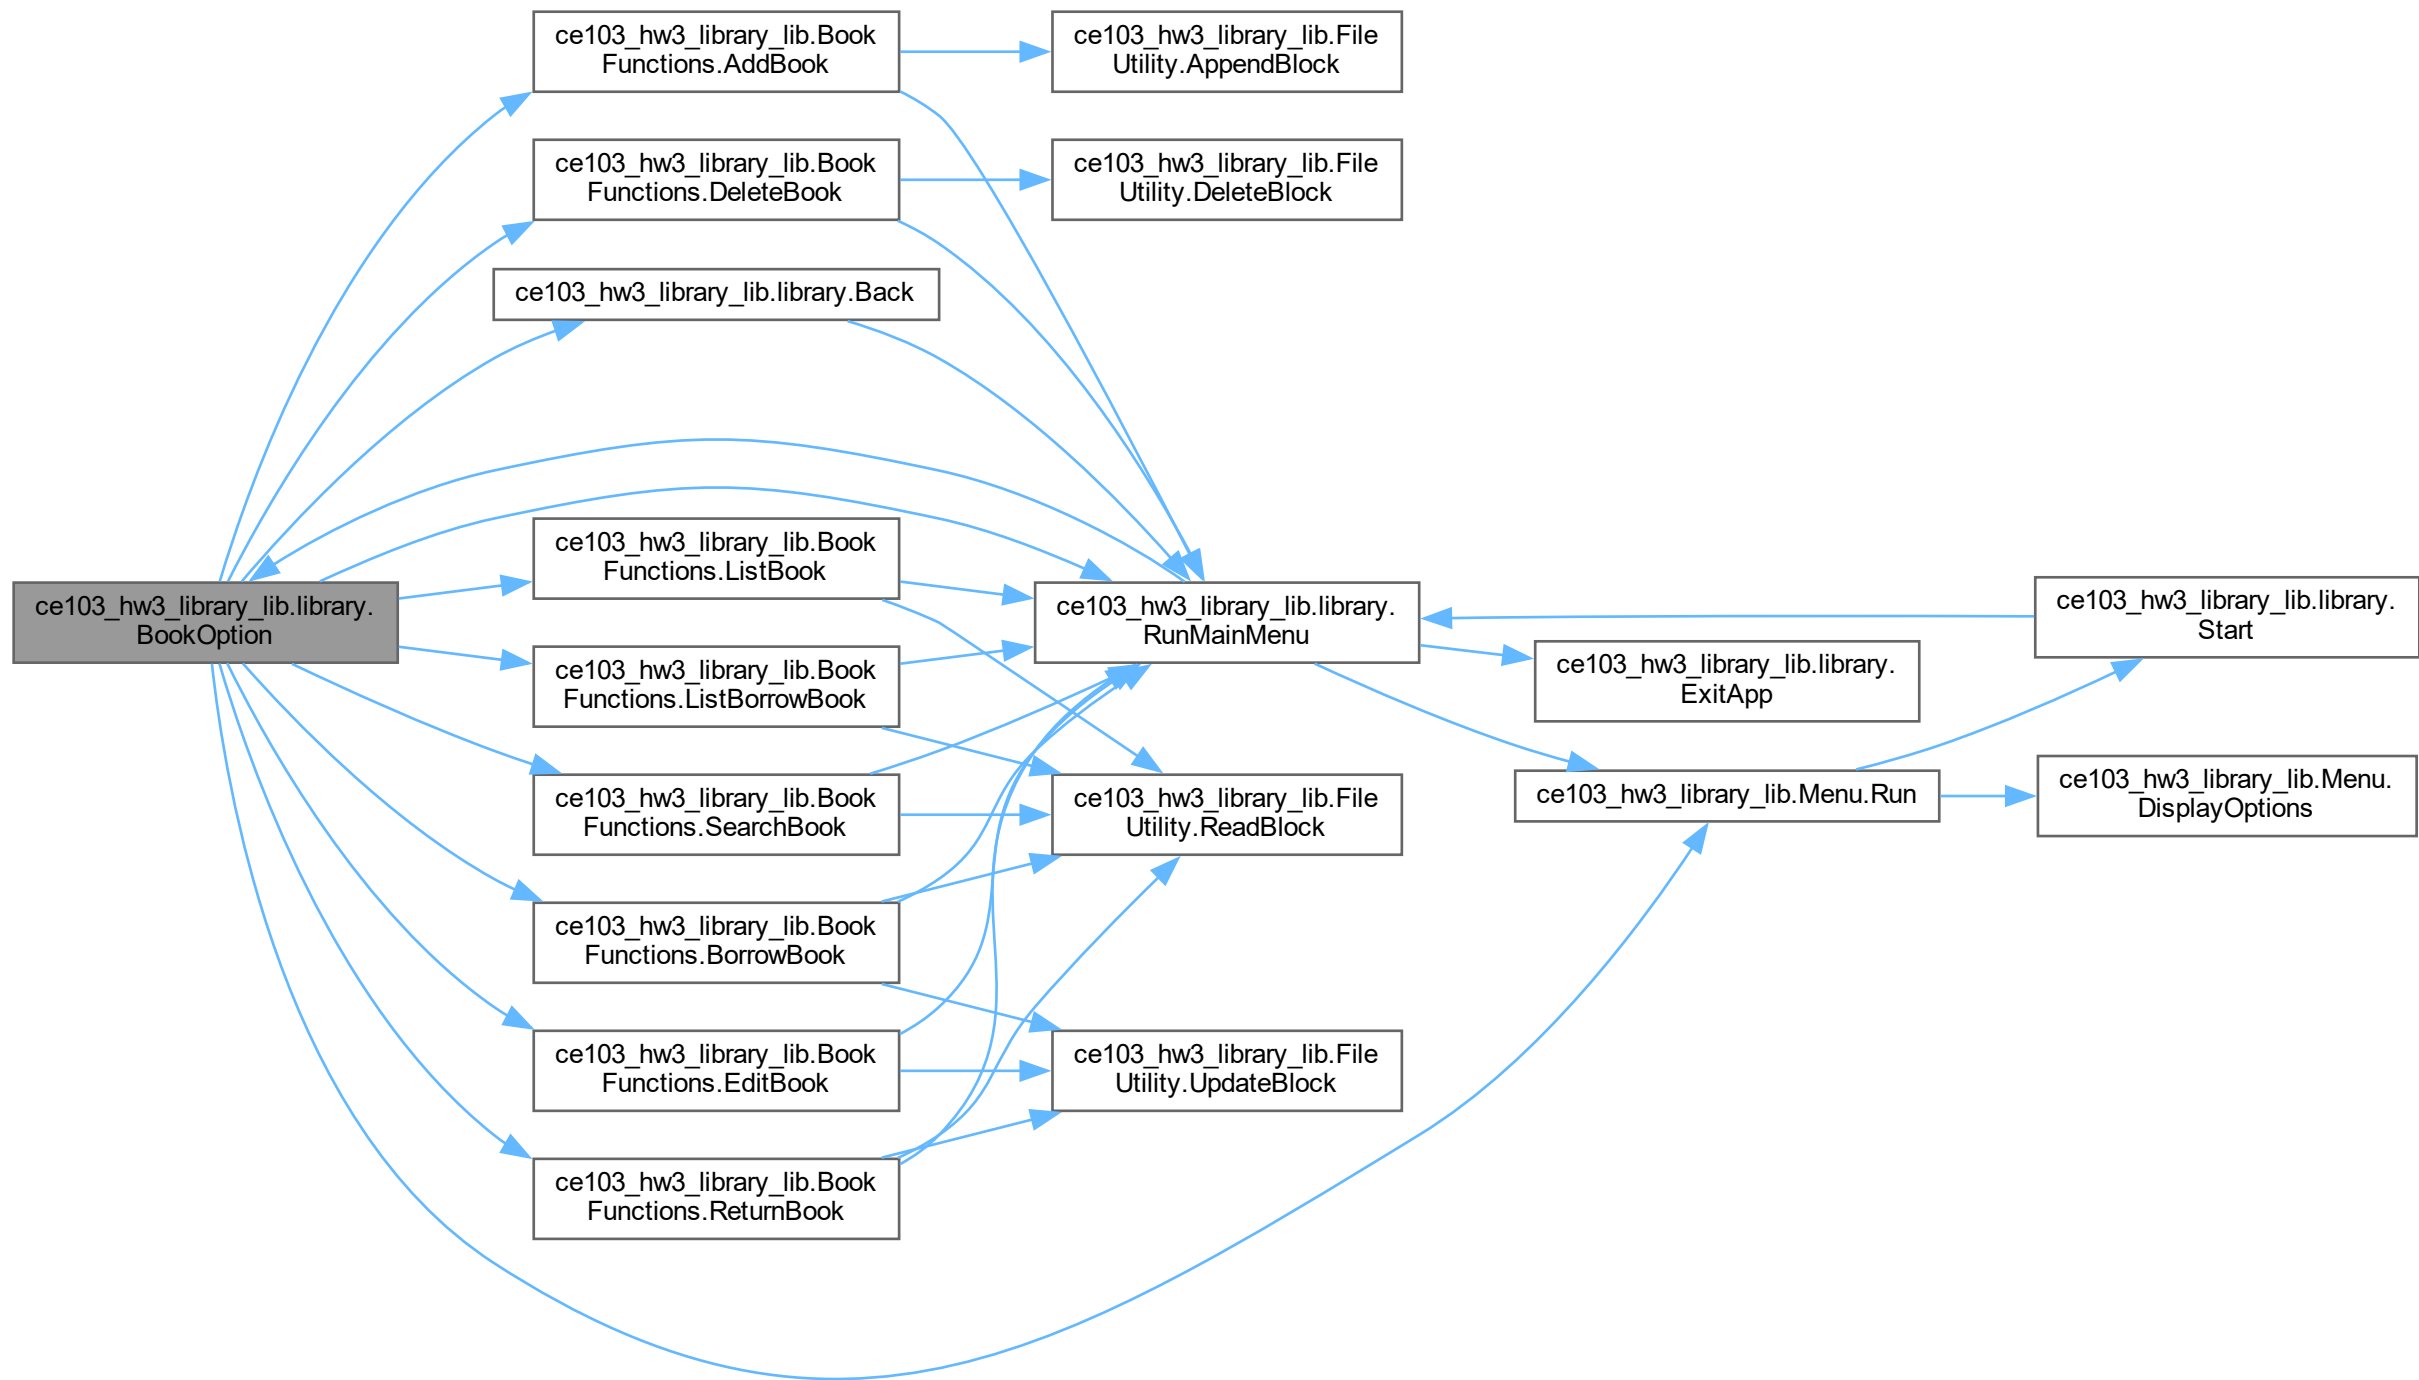 ce103_hw3_library_lib.library.
BookOption
ce103_hw3_library_lib.Book
Functions.AddBook
ce103_hw3_library_lib.Book
Functions.DeleteBook
ce103_hw3_library_lib.library.Back
ce103_hw3_library_lib.Book
Functions.ListBook
ce103_hw3_library_lib.Book
Functions.ListBorrowBook
ce103_hw3_library_lib.Book
Functions.SearchBook
ce103_hw3_library_lib.Book
Functions.BorrowBook
ce103_hw3_library_lib.Book
Functions.EditBook
ce103_hw3_library_lib.Book
Functions.ReturnBook
ce103_hw3_library_lib.File
Utility.AppendBlock
ce103_hw3_library_lib.File
Utility.DeleteBlock
ce103_hw3_library_lib.library.
RunMainMenu
ce103_hw3_library_lib.File
Utility.ReadBlock
ce103_hw3_library_lib.File
Utility.UpdateBlock
ce103_hw3_library_lib.library.
ExitApp
ce103_hw3_library_lib.Menu.Run
ce103_hw3_library_lib.library.
Start
ce103_hw3_library_lib.Menu.
DisplayOptions